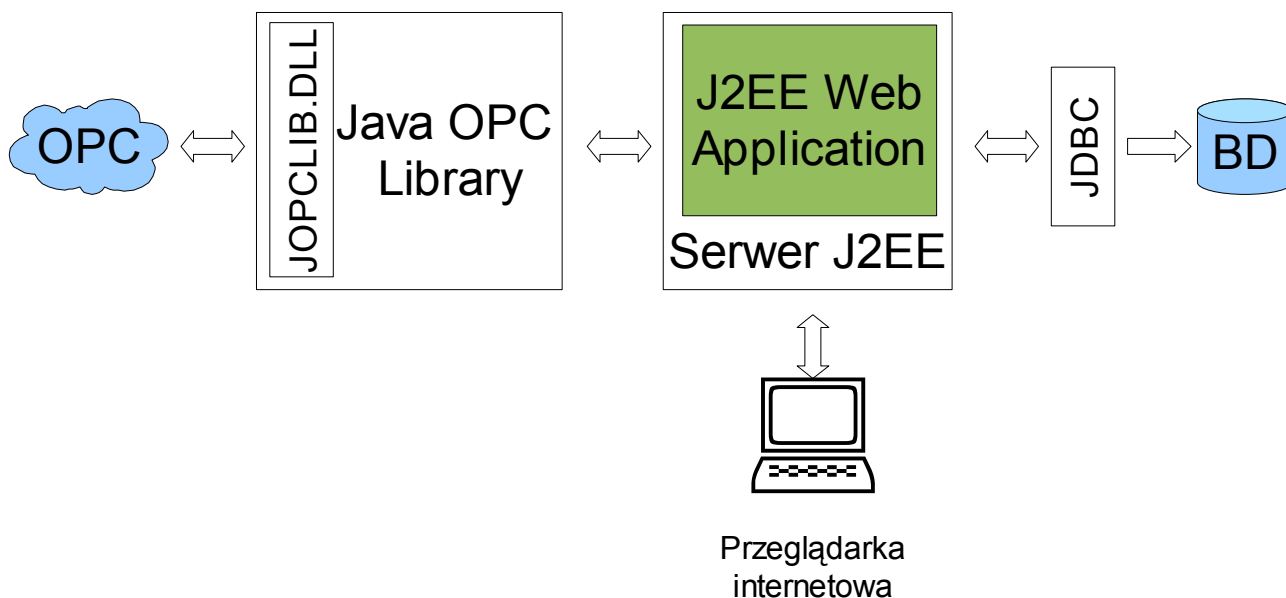 OPC
JOPCLIB.DLL
Java OPC
Library
J2EE Web
Application
Serwer J2EE
JDBC
BD
Przeglądarka
internetowa